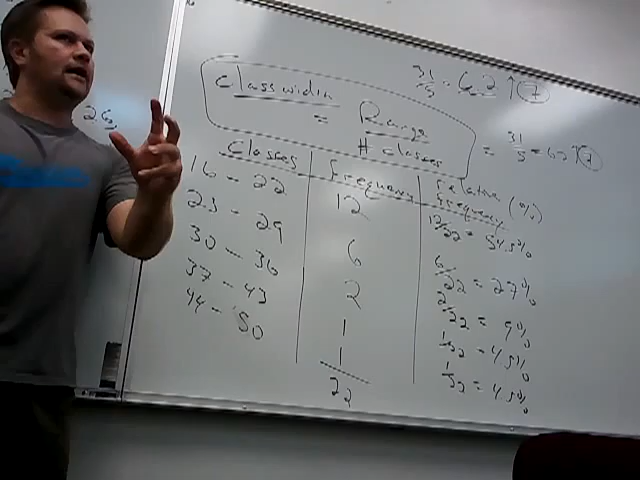 31/5 = 6.2 ↑ 7
Class width = Range / # classes = 31/5 = 6.2 ↑ 7
26,
Classes | Frequency | relative frequency (%)
16 - 22 | 12 | 12/22 = 54.5%
23 - 29 | 6 | 6/22 = 27%
30 - 36 | 2 | 2/22 = 9%
37 - 43 | 1 | 1/22 = 4.5%
44 - 50 | 1 | 1/22 = 4.5%
22